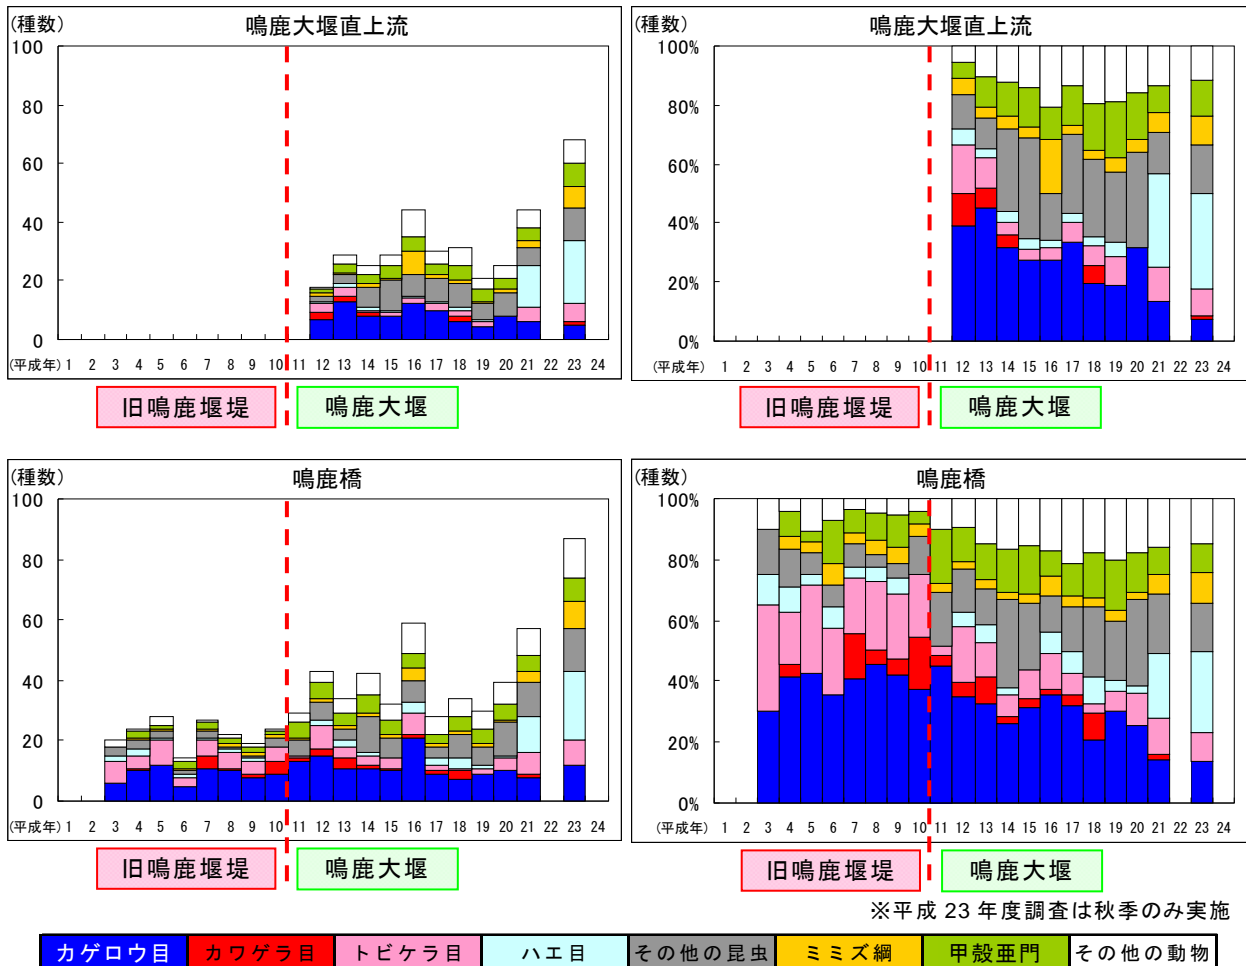 (種数)
鳴鹿大堰直上流
100
80
60
40
20
0
(平成年) 1 2 3 4 5 6 7 8 9 10 11 12 13 14 15 16 17 18 19 20 21 22 23 24
旧鳴鹿堰堤
鳴鹿大堰
(種数)
鳴鹿大堰直上流
100%
80%
60%
40%
20%
0%
(平成年) 1 2 3 4 5 6 7 8 9 10 11 12 13 14 15 16 17 18 19 20 21 22 23 24
旧鳴鹿堰堤
鳴鹿大堰
(種数)
鳴鹿橋
100
80
60
40
20
0
(平成年) 1 2 3 4 5 6 7 8 9 10 11 12 13 14 15 16 17 18 19 20 21 22 23 24
旧鳴鹿堰堤
鳴鹿大堰
(種数)
鳴鹿橋
100%
80%
60%
40%
20%
0%
(平成年) 1 2 3 4 5 6 7 8 9 10 11 12 13 14 15 16 17 18 19 20 21 22 23 24
旧鳴鹿堰堤
鳴鹿大堰
※平成 23 年度調査は秋季のみ実施
カゲロウ目 カワゲラ目 トビケラ目 ハエ目 その他の昆虫 ミミズ綱 甲殻亜門 その他の動物